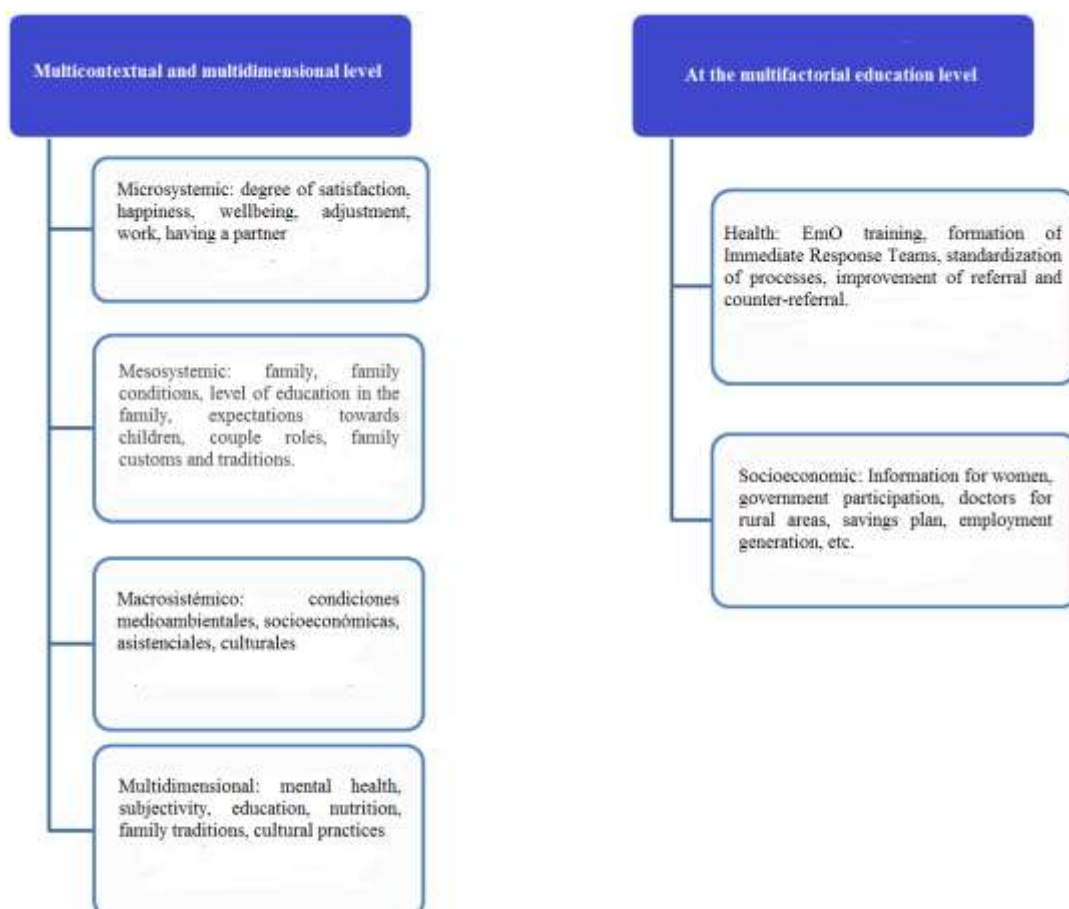 Multicontextual and multidimensional level
Microsystemic: degree of satisfaction,
happiness, wellbeing, adjustment,
work, having a partner
Mesosystemic: family, family
conditions, level of education in the
family, expectations towards
children, couple roles, family
customs and traditions.
Macrosistémico: condiciones
medioambientales, socioeconómicas,
asistenciales, culturales
Multidimensional: mental health,
subjectivity, education, nutrition,
family traditions, cultural practices
At the multifactorial education level
Health: EmO training, formation of
Immediate Response Teams, standardization
of processes, improvement of referral and
counter-referral.
Socioeconomic: Information for women,
government participation, doctors for
rural areas, savings plan, employment
generation, etc.